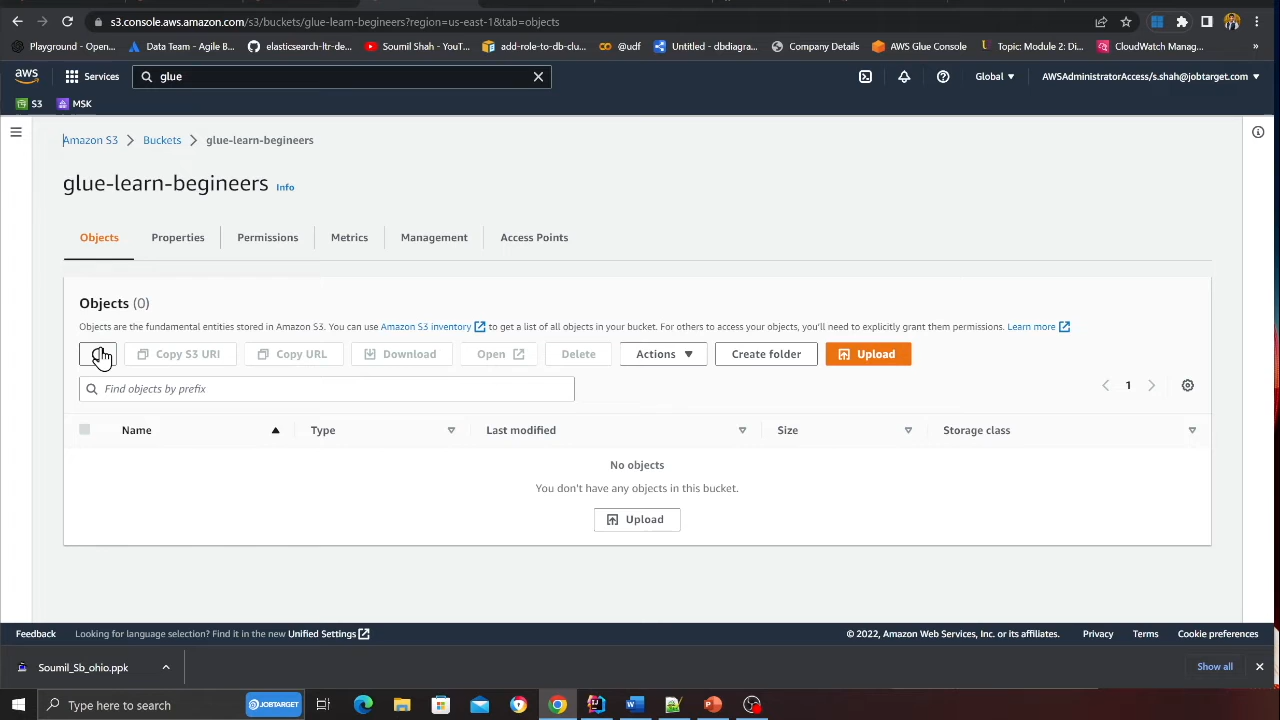 s3.console.aws.amazon.com/s3/buckets/glue-learn-begineers?region=us-east-1&tab=objects
Playground - Open... Data Team - Agile B... elasticsearch-ltr-de... Soumil Shah - YouT... add-role-to-db-clu... @udf Untitled - dbdiagra... Company Details AWS Glue Console Topic: Module 2: Di... CloudWatch Manag... »
aws Services glue Global ▼ AWSAdministratorAccess/s.shah@jobtarget.com ▼
S3 MSK
Amazon S3 > Buckets > glue-learn-begineers
glue-learn-begineers Info
Objects Properties Permissions Metrics Management Access Points
Objects (0)
Objects are the fundamental entities stored in Amazon S3. You can use Amazon S3 inventory to get a list of all objects in your bucket. For others to access your objects, you'll need to explicitly grant them permissions. Learn more
Copy S3 URI Copy URL Download Open Delete Actions ▼ Create folder Upload
Find objects by prefix < 1 >
Name Type Last modified Size Storage class
No objects
You don't have any objects in this bucket.
Upload
Feedback Looking for language selection? Find it in the new Unified Settings © 2022, Amazon Web Services, Inc. or its affiliates. Privacy Terms Cookie preferences
Soumil_Sb_ohio.ppk Show all
Type here to search JOBTARGET